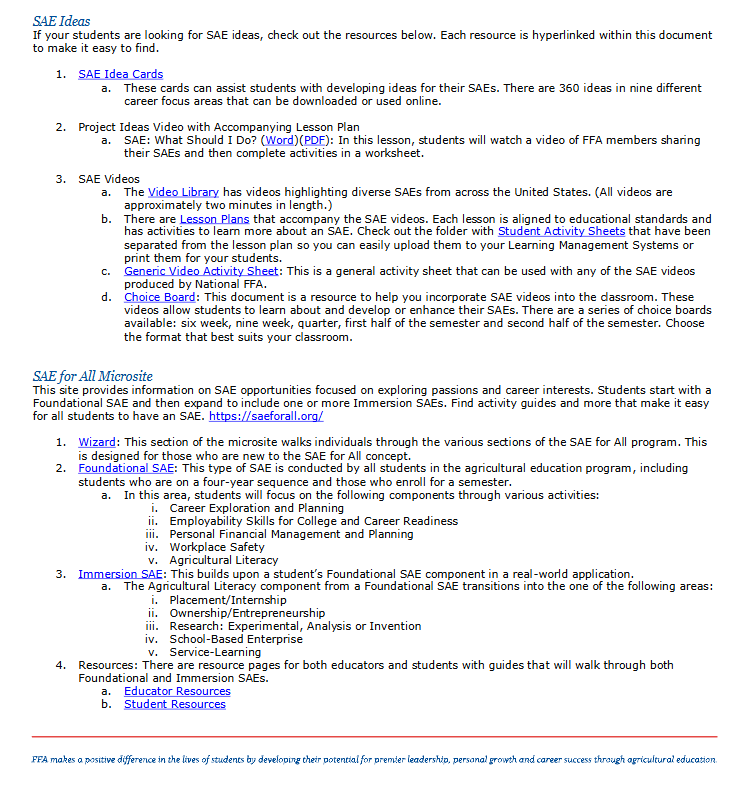 SAE Ideas
If your students are looking for SAE ideas, check out the resources below. Each resource is hyperlinked within this document
to make it easy to find.
1. SAE Idea Cards
a. These cards can assist students with developing ideas for their SAEs. There are 360 ideas in nine different
career focus areas that can be downloaded or used online.
2. Project Ideas Video with Accompanying Lesson Plan
a. SAE: What Should I Do? (Word)(PDF): In this lesson, students will watch a video of FFA members sharing
their SAEs and then complete activities in a worksheet.
3. SAE Videos
a. The Video Library has videos highlighting diverse SAEs from across the United States. (All videos are
approximately two minutes in length.)
b. There are Lesson Plans that accompany the SAE videos. Each lesson is aligned to educational standards and
has activities to learn more about an SAE. Check out the folder with Student Activity Sheets that have been
separated from the lesson plan so you can easily upload them to your Learning Management Systems or
print them for your students.
c. Generic Video Activity Sheet: This is a general activity sheet that can be used with any of the SAE videos
produced by National FFA.
d. Choice Board: This document is a resource to help you incorporate SAE videos into the classroom. These
videos allow students to learn about and develop or enhance their SAEs. There are a series of choice boards
available: six week, nine week, quarter, first half of the semester and second half of the semester. Choose
the format that best suits your classroom.
SAE for All Microsite
This site provides information on SAE opportunities focused on exploring passions and career interests. Students start with a
Foundational SAE and then expand to include one or more Immersion SAEs. Find activity guides and more that make it easy
for all students to have an SAE. https://saeforall.org/
1. Wizard: This section of the microsite walks individuals through the various sections of the SAE for All program. This
is designed for those who are new to the SAE for All concept.
2. Foundational SAE: This type of SAE is conducted by all students in the agricultural education program, including
students who are on a four-year sequence and those who enroll for a semester.
a. In this area, students will focus on the following components through various activities:
i. Career Exploration and Planning
ii. Employability Skills for College and Career Readiness
iii. Personal Financial Management and Planning
iv. Workplace Safety
v. Agricultural Literacy
3. Immersion SAE: This builds upon a student's Foundational SAE component in a real-world application.
a. The Agricultural Literacy component from a Foundational SAE transitions into the one of the following areas:
i. Placement/Internship
ii. Ownership/Entrepreneurship
iii. Research: Experimental, Analysis or Invention
iv. School-Based Enterprise
v. Service-Learning
4. Resources: There are resource pages for both educators and students with guides that will walk through both
Foundational and Immersion SAEs.
a. Educator Resources
b. Student Resources
FFA makes a positive difference in the lives of students by developing their potential for premier leadership, personal growth and career success through agricultural education.